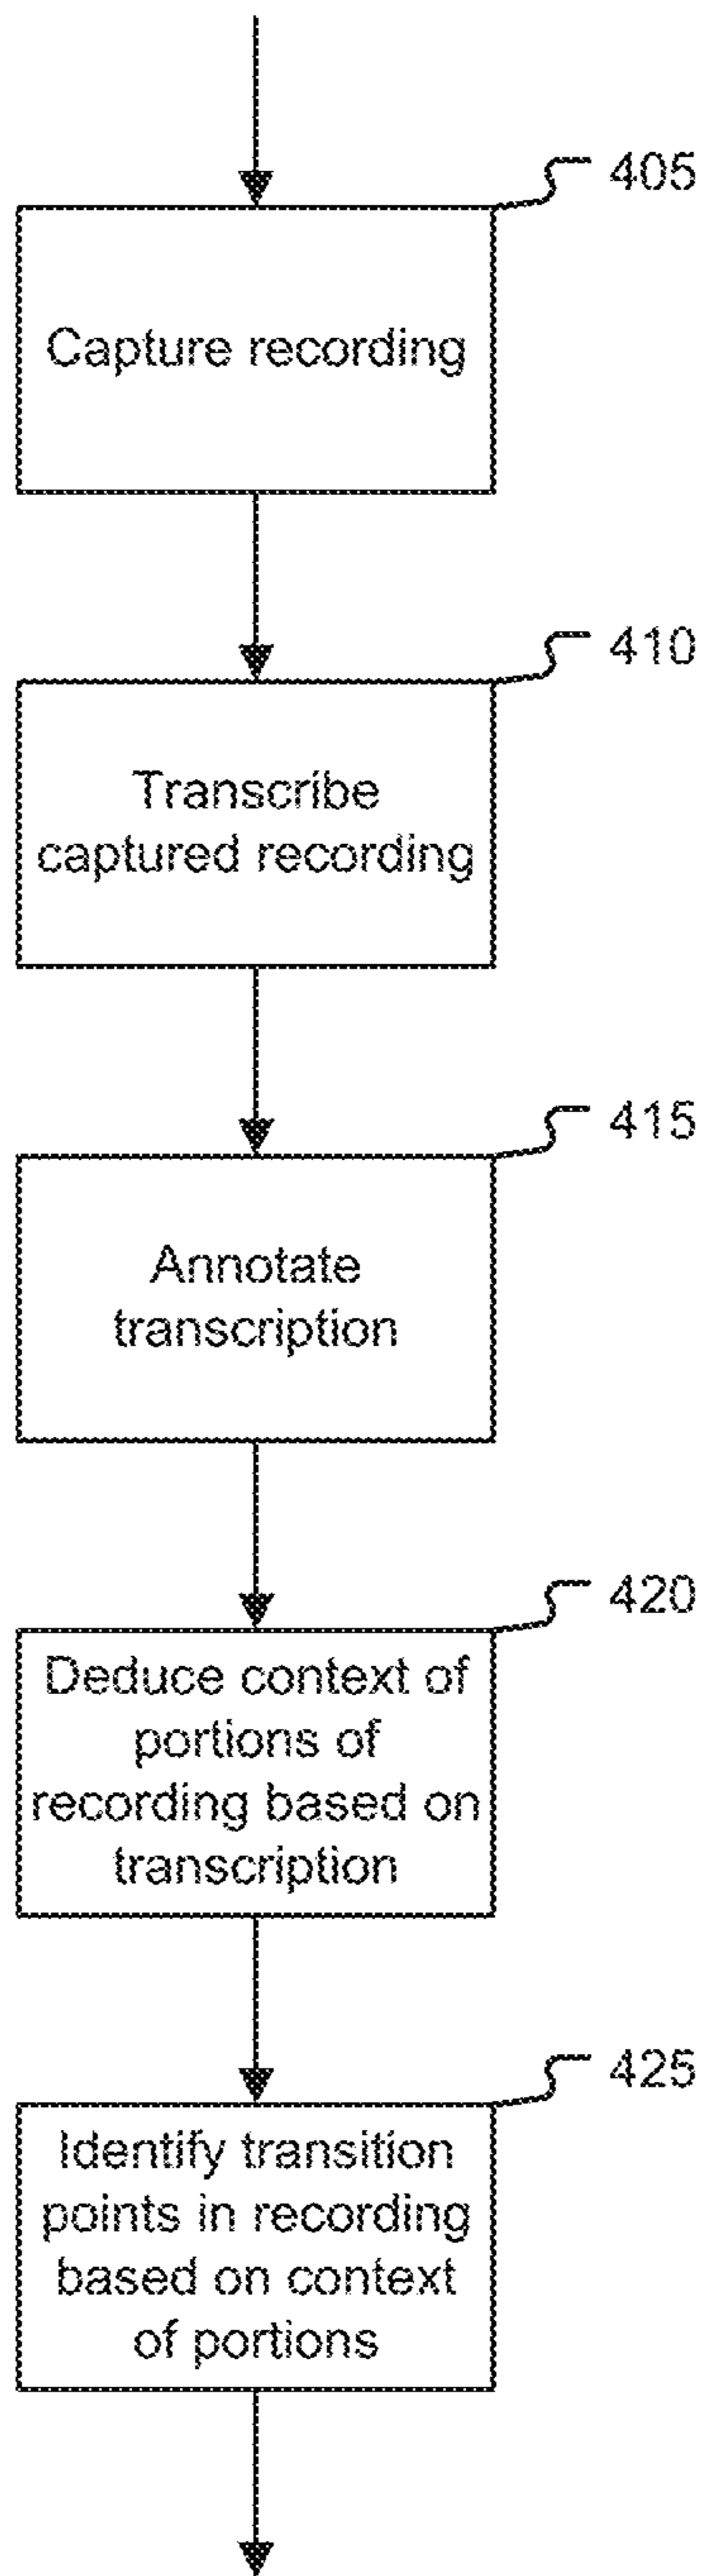 405
Capture recording
410
Transcribe
captured recording
415
Annotate
transcription
420
Deduce context of
portions of
recording based on
transcription
425
Identify transition
points in recording
based on context
of portions